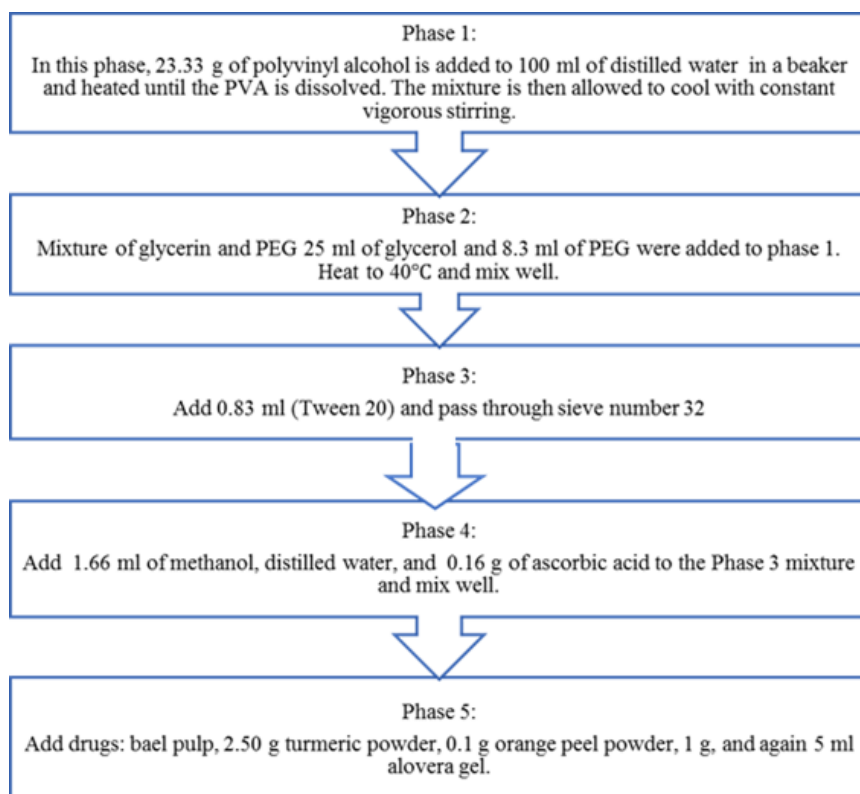 Phase 1:
In this phase, 23.33 g of polyvinyl alcohol is added to 100 ml of distilled water in a beaker
and heated until the PVA is dissolved. The mixture is then allowed to cool with constant
vigorous stirring.
Phase 2:
Mixture of glycerin and PEG 25 ml of glycerol and 8.3 ml of PEG were added to phase 1.
Heat to 40°C and mix well.
Phase 3:
Add 0.83 ml (Tween 20) and pass through sieve number 32
Phase 4:
Add 1.66 ml of methanol, distilled water, and 0.16 g of ascorbic acid to the Phase 3 mixture
and mix well.
Phase 5:
Add drugs: bael pulp, 2.50 g turmeric powder, 0.1 g orange peel powder, 1 g, and again 5 ml
alovera gel.